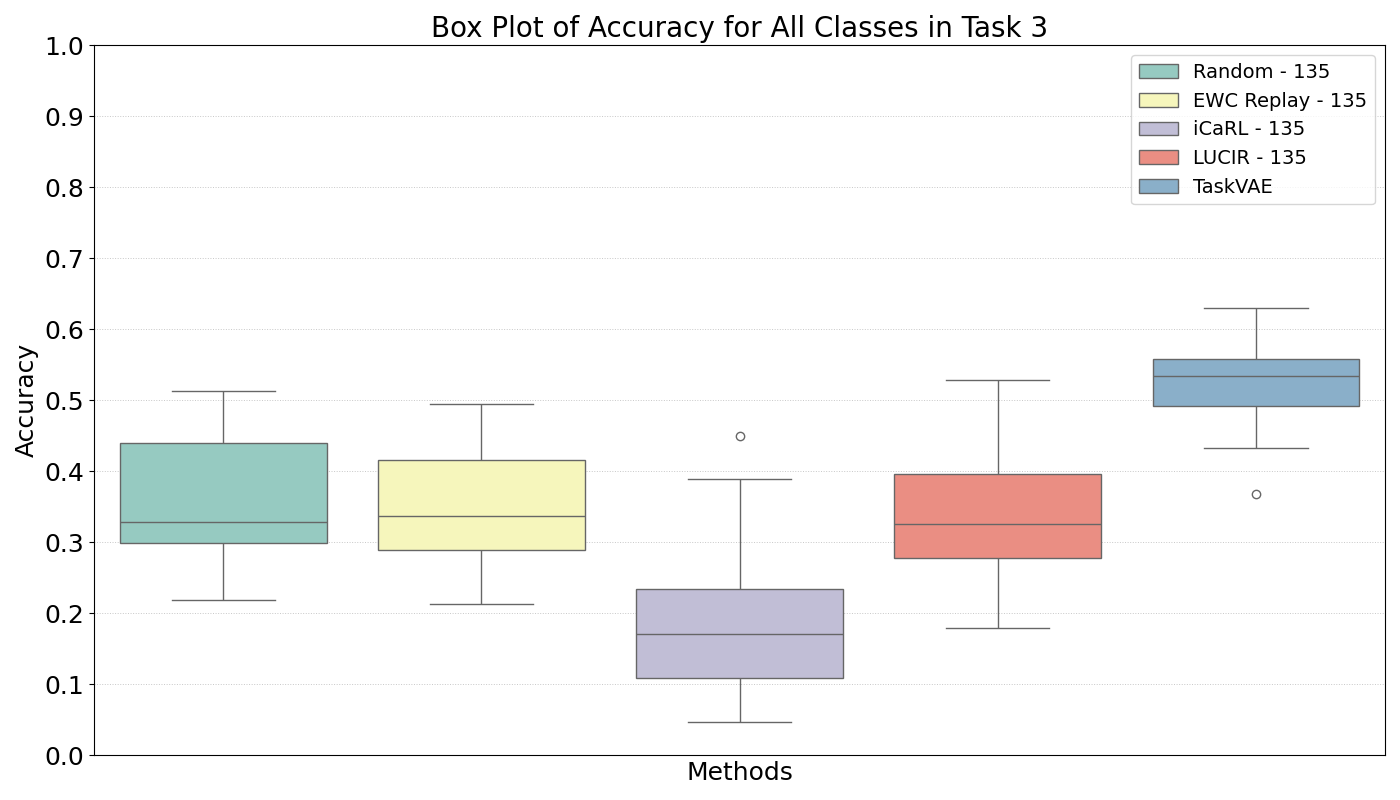 Box Plot of Accuracy for All Classes in Task 3
1.0
0.9
0.8
0.7
0.6
0.5
0.4
0.3
0.2
0.1
0.0
Accuracy
Methods
Random - 135
EWC Replay - 135
iCaRL - 135
LUCIR - 135
TaskVAE